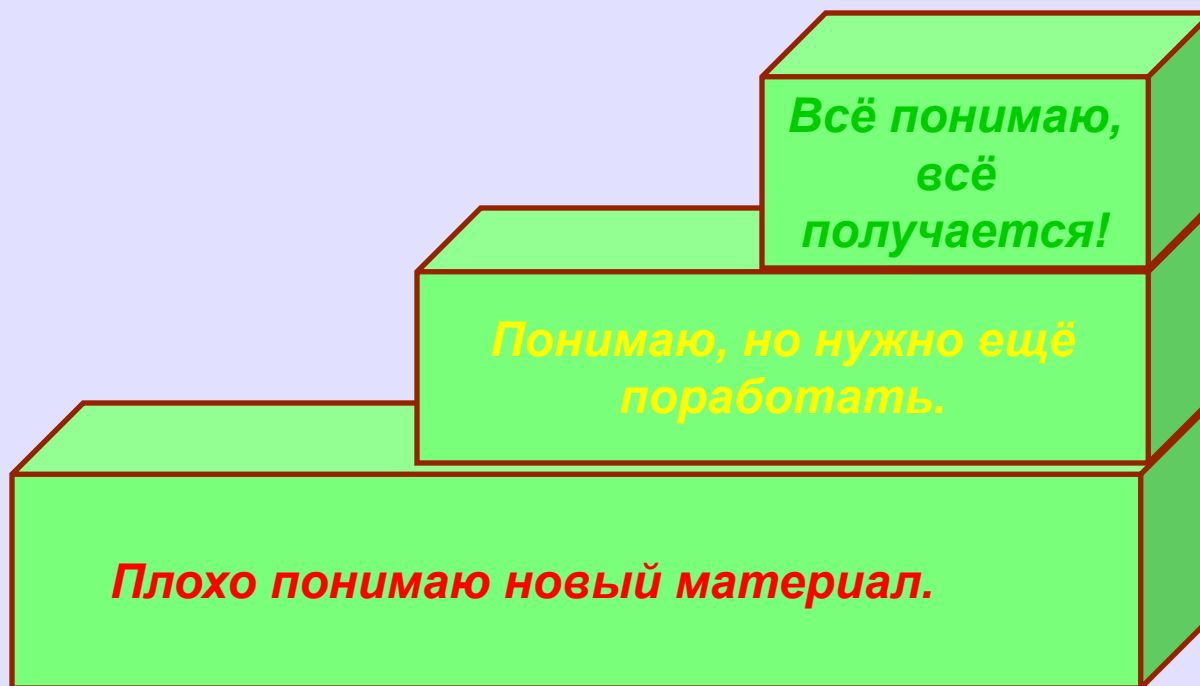 Всё понимаю,
всё
получается!
Понимаю, но нужно ещё
поработать.
Плохо понимаю новый материал.